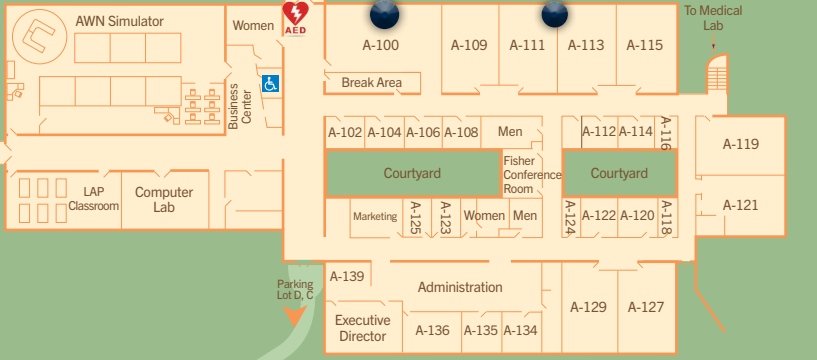 AWN Simulator
Women
AED
A-100
A-109
A-111
A-113
A-115
To Medical
Lab
Break Area
Business
Center
A-102
A-104
A-106
A-108
Men
A-112
A-114
A-116
A-119
Courtyard
Fisher
Conference
Room
Courtyard
LAP
Classroom
Computer
Lab
Marketing
A-125
A-123
Women
Men
A-124
A-122
A-120
A-118
A-121
Parking
Lot D, C
A-139
Administration
A-129
A-127
Executive
Director
A-136
A-135
A-134